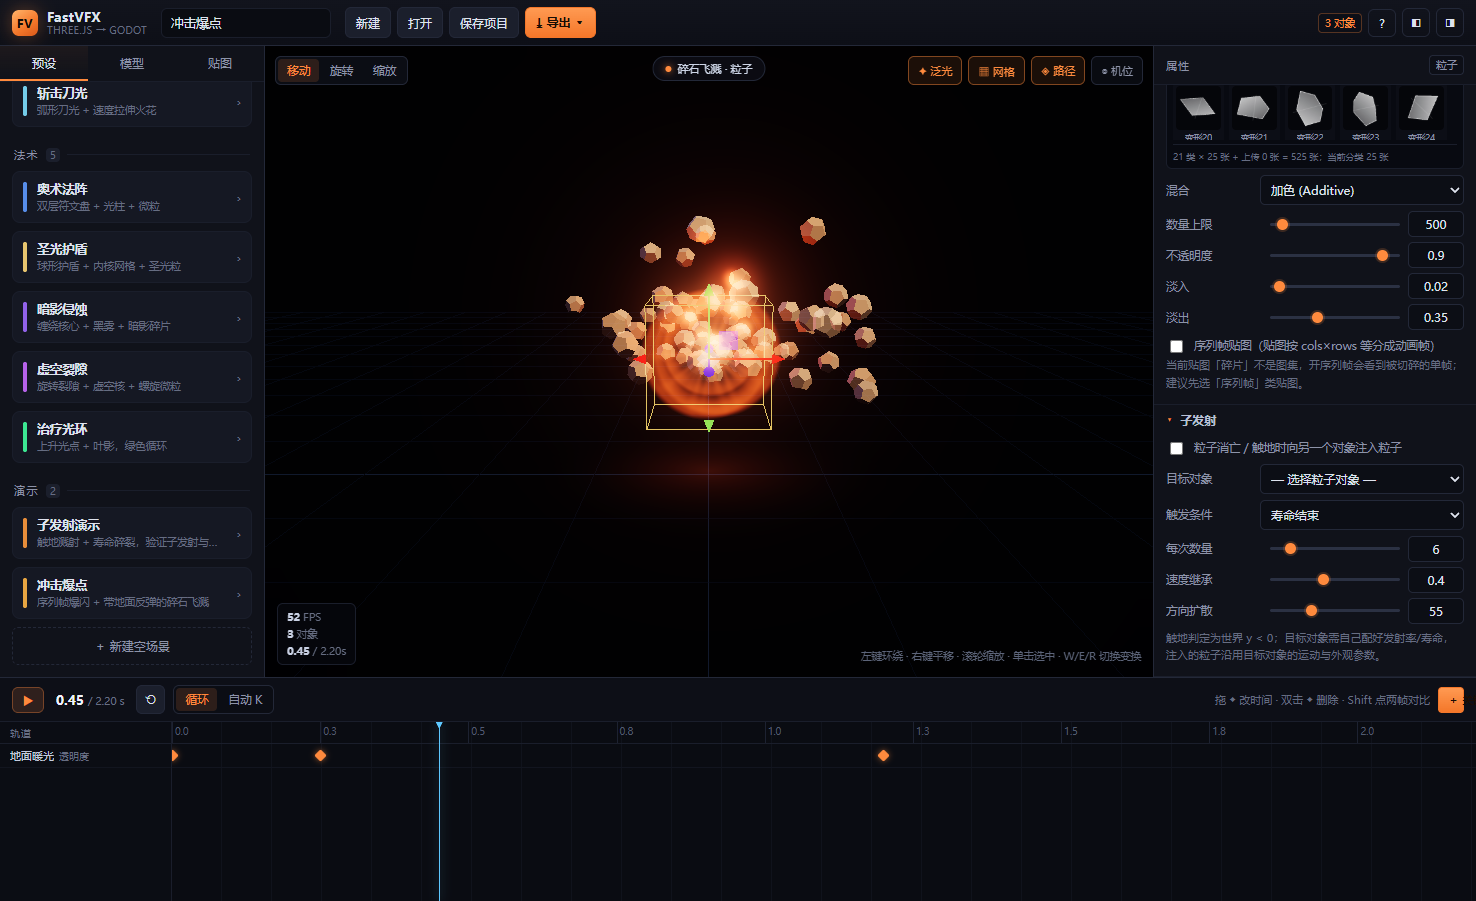 FV
FastVFX
THREE.JS → GODOT
冲击爆点
新建
打开
保存项目
导出
3 对象
?
预设
模型
贴图
斩击刀光
弧形刀光 + 速度拉伸火花
法术 5
奥术法阵
双层符文盘 + 光柱 + 微粒
圣光护盾
球形护盾 + 内核网格 + 圣光粒
暗影侵蚀
缠绕核心 + 黑雾 + 暗影碎片
虚空裂隙
旋转裂隙 + 虚空核 + 螺旋微粒
治疗光环
上升光点 + 叶影，绿色循环
演示 2
子发射演示
触地溅射 + 寿命碎裂，验证子发射与...
冲击爆点
序列帧爆闪 + 带地面反弹的碎石飞溅
+ 新建空场景
移动
旋转
缩放
碎石飞溅 · 粒子
泛光
网格
路径
机位
52 FPS
3 对象
0.45 / 2.20s
左键环绕 · 右键平移 · 滚轮缩放 · 单击选中 · W/E/R 切换变换
属性
粒子
21 类 × 25 张 + 上传 0 张 = 525 张；当前分类 25 张
混合
加色 (Additive)
数量上限
500
不透明度
0.9
淡入
0.02
淡出
0.35
序列帧贴图（贴图按 cols×rows 等分成动画帧)
当前贴图「碎片」不是图集，开序列帧会看到被切碎的单帧；
建议先选「序列帧」类贴图。
子发射
粒子消亡 / 触地时向另一个对象注入粒子
目标对象
— 选择粒子对象 —
触发条件
寿命结束
每次数量
6
速度继承
0.4
方向扩散
55
触地判定为世界 y < 0；目标对象需自己配好发射率/寿命，
注入的粒子沿用目标对象的运动与外观参数。
0.45 / 2.20 s
循环
自动 K
拖 ✦ 改时间 · 双击 ✦ 删除 · Shift 点两帧对比
+
轨道
0.0
0.3
0.5
0.8
1.0
1.3
1.5
1.8
2.0
地面暖光 透明度